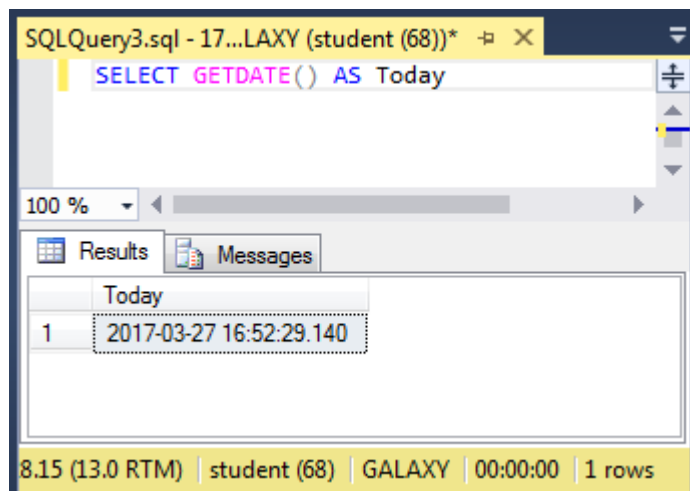 SQLQuery3.sql - 17...LAXY (student (68))*
SELECT GETDATE() AS Today
100 %
Results Messages
Today
1 2017-03-27 16:52:29.140
8.15 (13.0 RTM) student (68) GALAXY 00:00:00 1 rows